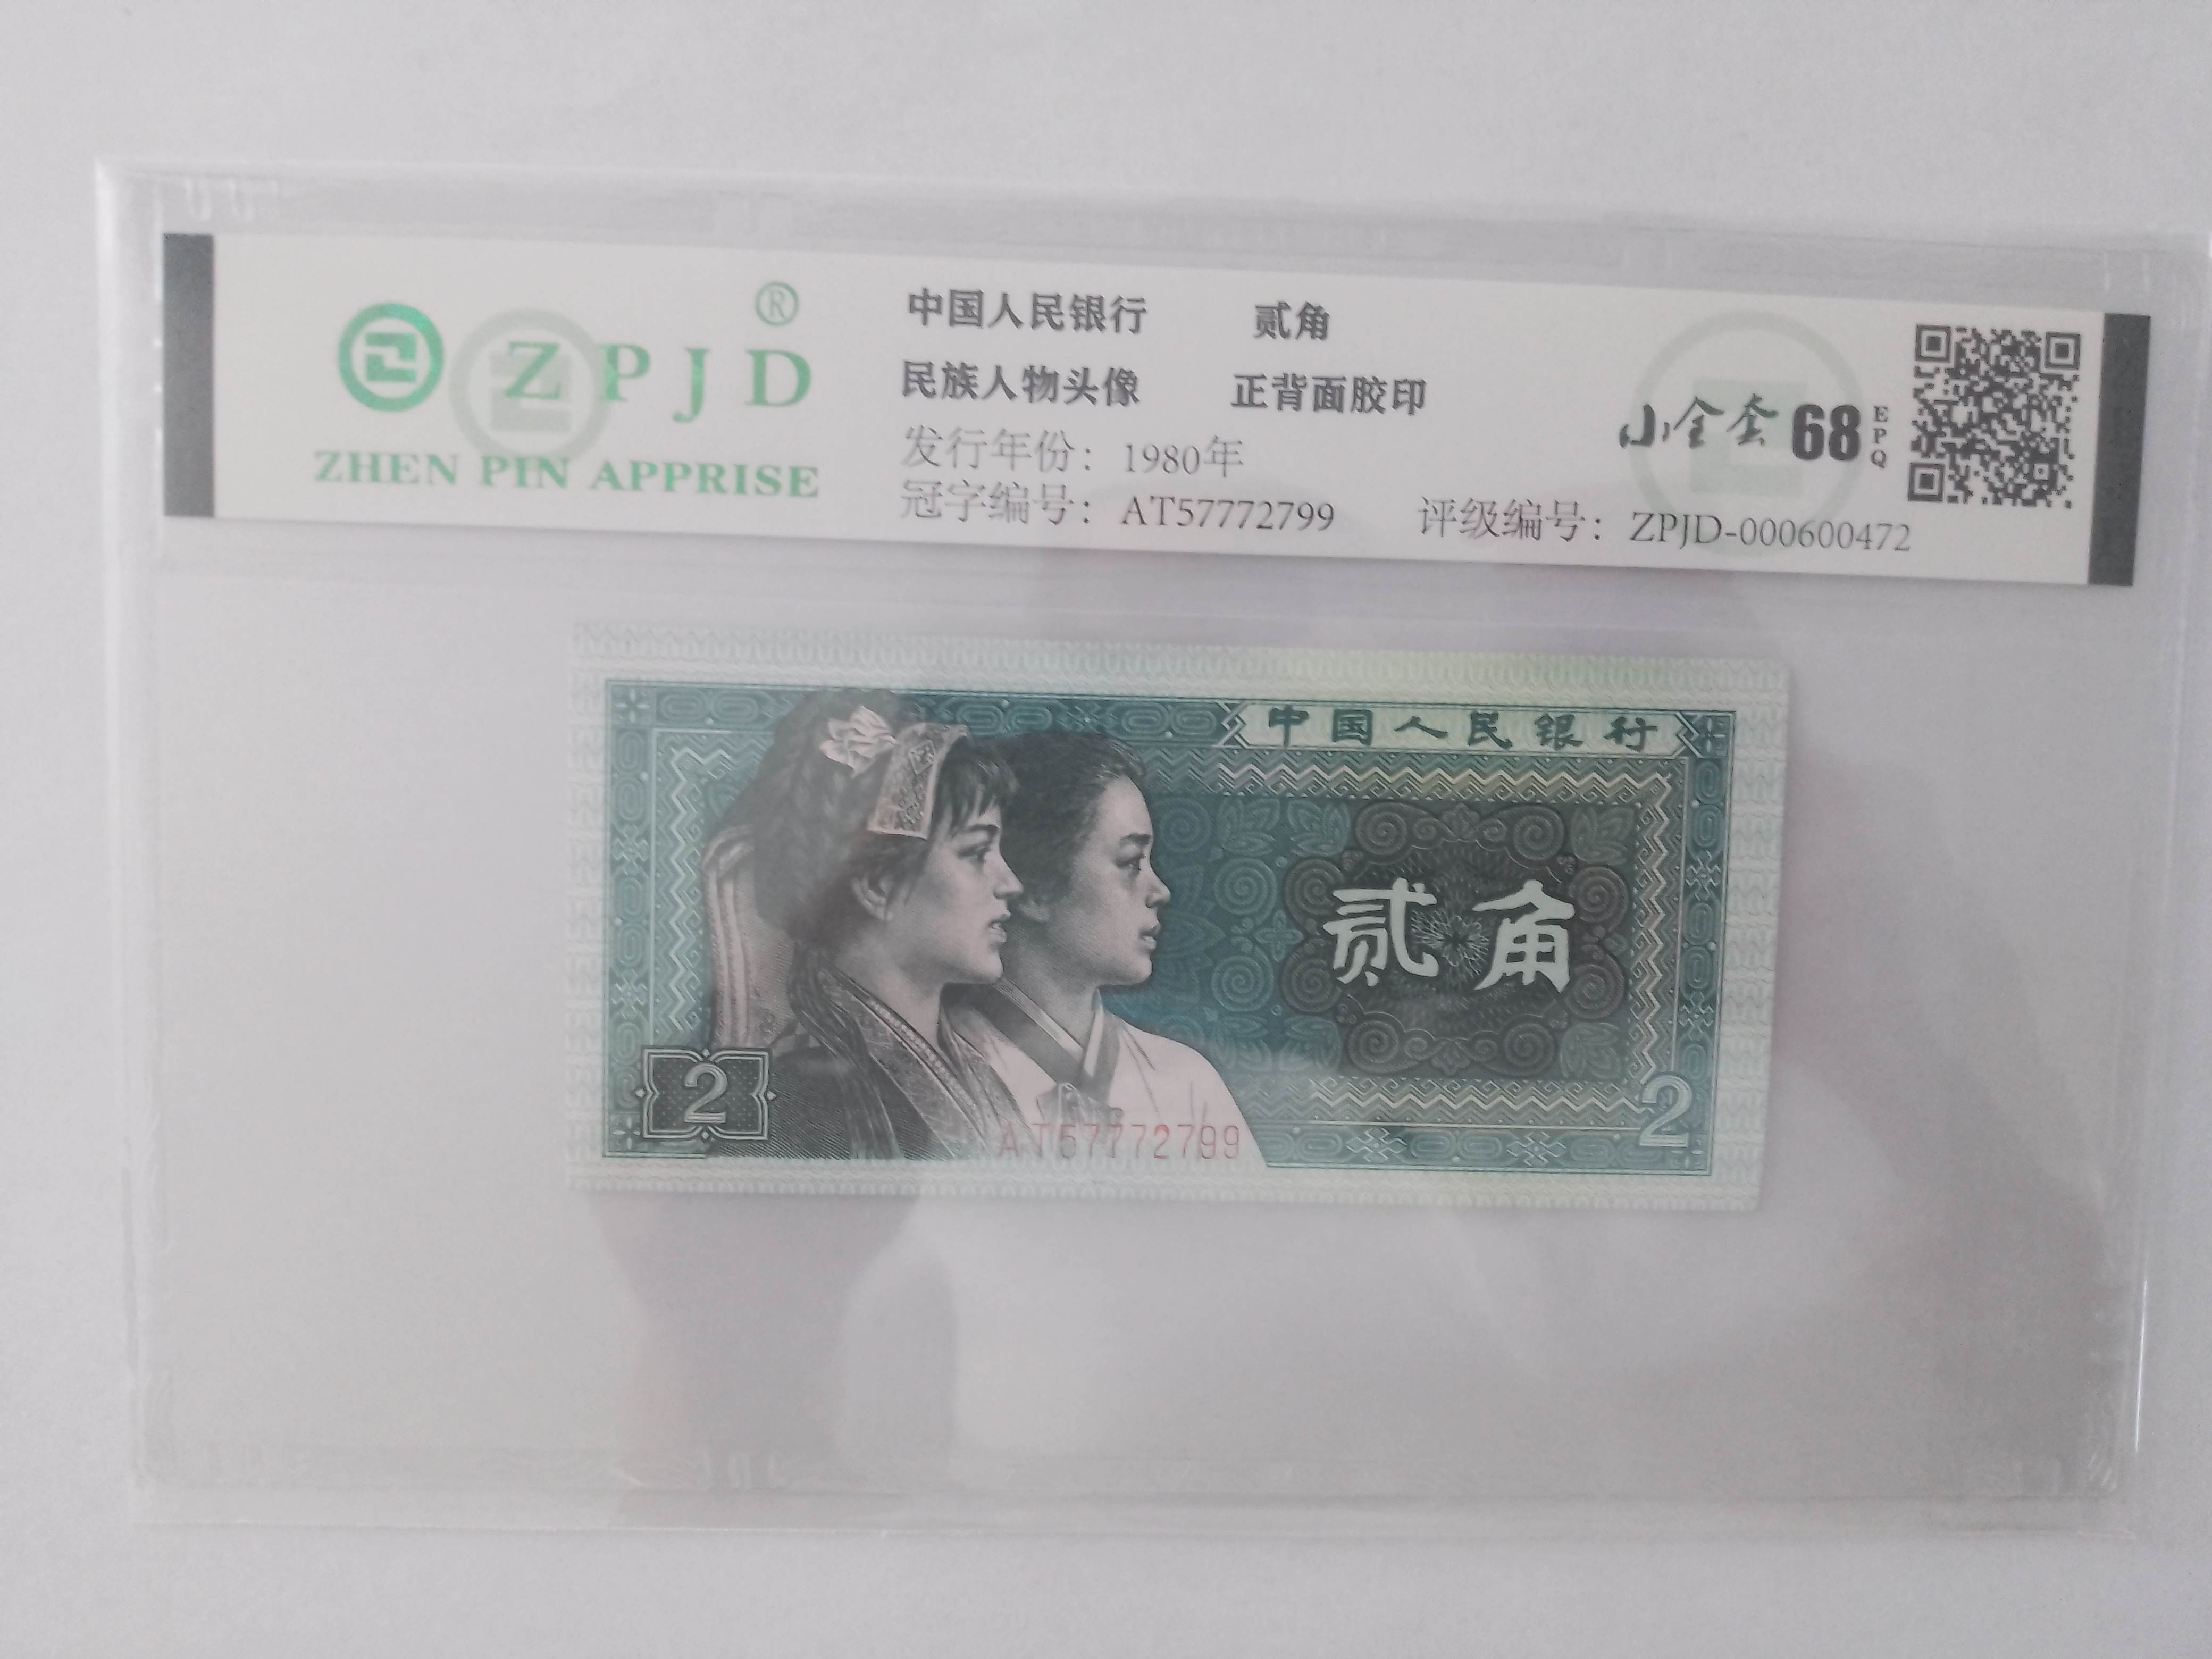 ®
ZPJD
ZHEN PIN APPRISE
中国人民银行 贰角
民族人物头像 正背面胶印
发行年份：1980年
冠字编号：AT57772799 评级编号：ZPJD-000600472
小全套 68 EPQ
中国人民银行
贰角
2
AT57772799
2